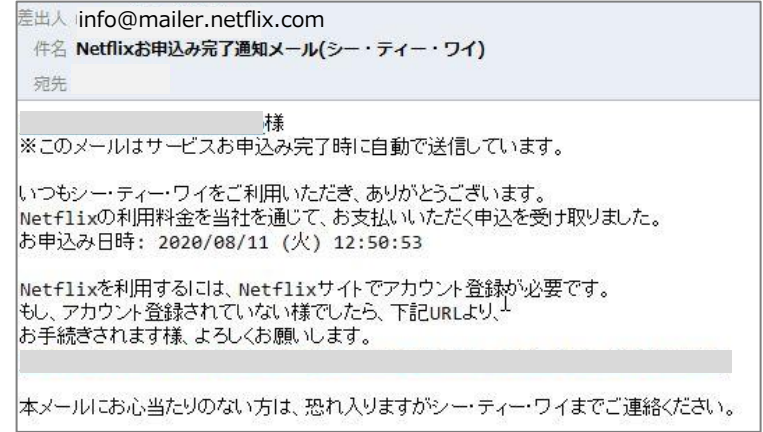 差出人 info@mailer.netflix.com
件名 Netflixお申込み完了通知メール(シー・ティー・ワイ)
宛先
様
※このメールはサービスお申込み完了時に自動で送信しています。
いつもシー・ティー・ワイをご利用いただき、ありがとうございます。
Netflixの利用料金を当社を通じて、お支払いいただく申込を受け取りました。
お申込み日時: 2020/08/11 (火) 12:50:53
Netflixを利用するには、Netflixサイトでアカウント登録が必要です。
もし、アカウント登録されていない様でしたら、下記URLより、
お手続きされます様、よろしくお願いします。
本メールにお心当たりのない方は、恐れ入りますがシー・ティー・ワイまでご連絡ください。